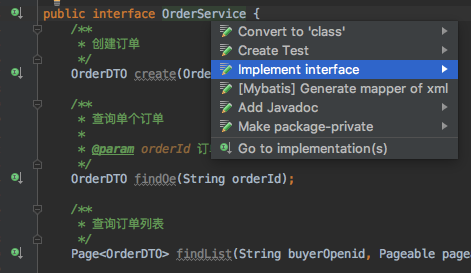 public interface OrderService {
/**
* 创建订单
*/
OrderDTO create(Orde
/**
* 查询单个订单
*
* @param orderId 订
*/
OrderDTO findOe(String orderId);
/**
* 查询订单列表
*/
Page<OrderDTO> findList(String buyerOpenid, Pageable page
Convert to 'class'
Create Test
Implement interface
[Mybatis] Generate mapper of xml
Add Javadoc
Make package-private
Go to implementation(s)